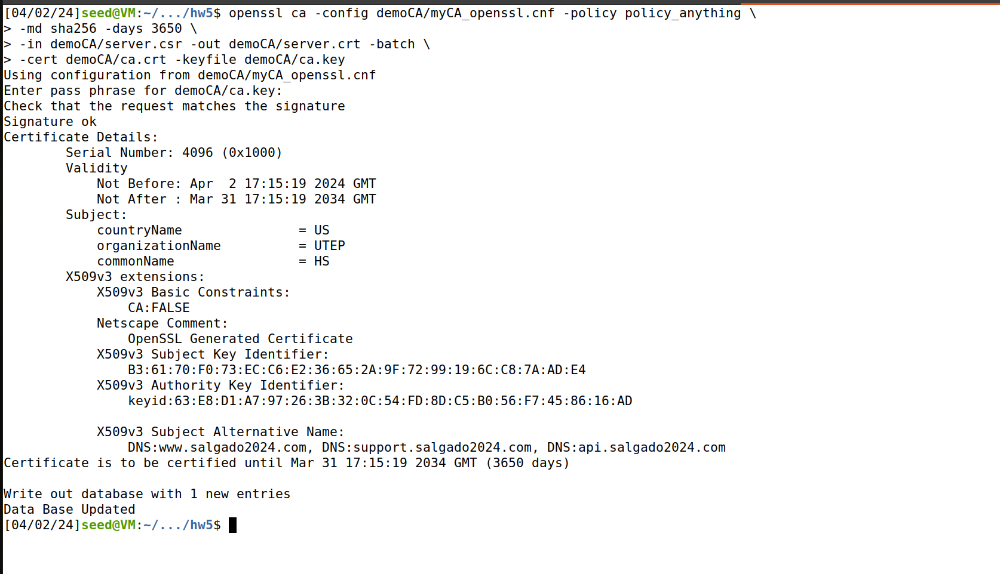 [04/02/24]seed@VM:~/.../hw5$ openssl ca -config demoCA/myCA_openssl.cnf -policy policy_anything \
> -md sha256 -days 3650 \
> -in demoCA/server.csr -out demoCA/server.crt -batch \
> -cert demoCA/ca.crt -keyfile demoCA/ca.key
Using configuration from demoCA/myCA_openssl.cnf
Enter pass phrase for demoCA/ca.key:
Check that the request matches the signature
Signature ok
Certificate Details:
        Serial Number: 4096 (0x1000)
        Validity
            Not Before: Apr  2 17:15:19 2024 GMT
            Not After : Mar 31 17:15:19 2034 GMT
        Subject:
            countryName               = US
            organizationName          = UTEP
            commonName                = HS
        X509v3 extensions:
            X509v3 Basic Constraints:
                CA:FALSE
            Netscape Comment:
                OpenSSL Generated Certificate
            X509v3 Subject Key Identifier:
                B3:61:70:F0:73:EC:C6:E2:36:65:2A:9F:72:99:19:6C:C8:7A:AD:E4
            X509v3 Authority Key Identifier:
                keyid:63:E8:D1:A7:97:26:3B:32:0C:54:FD:8D:C5:B0:56:F7:45:86:16:AD

            X509v3 Subject Alternative Name:
                DNS:www.salgado2024.com, DNS:support.salgado2024.com, DNS:api.salgado2024.com
Certificate is to be certified until Mar 31 17:15:19 2034 GMT (3650 days)

Write out database with 1 new entries
Data Base Updated
[04/02/24]seed@VM:~/.../hw5$